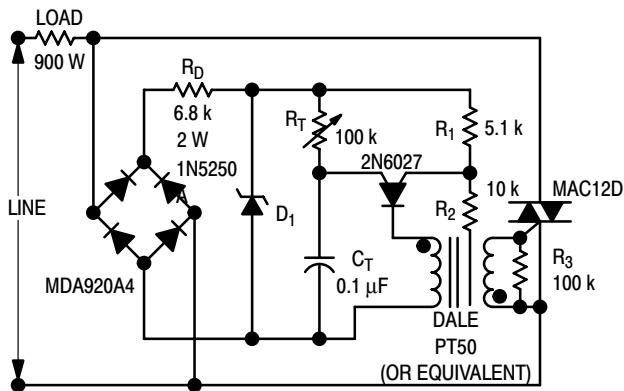 LOAD
900 W
R_D
6.8 k
2 W
1N5250
A
R_T
100 k
2N6027
R_1
5.1 k
10 k
R_2
MAC12D
LINE
D_1
C_T
0.1 µF
R_3
100 k
MDA920A4
DALE
PT50
(OR EQUIVALENT)